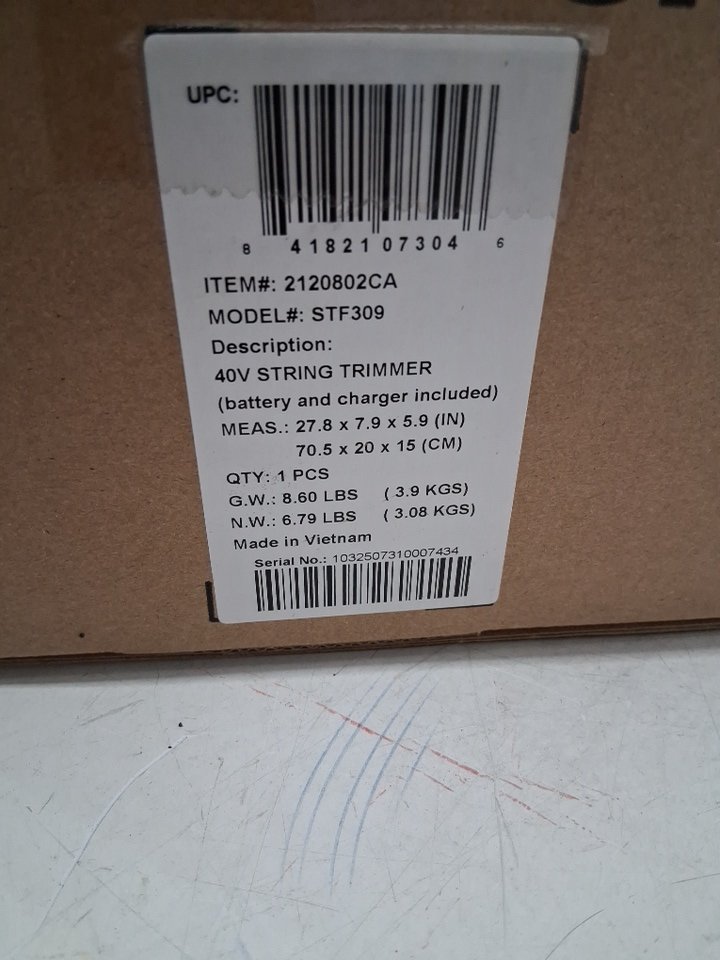 UPC:
8 41821 07304 6
ITEM#: 2120802CA
MODEL#: STF309
Description:
40V STRING TRIMMER
(battery and charger included)
MEAS.: 27.8 x 7.9 x 5.9 (IN)
70.5 x 20 x 15 (CM)
QTY: 1 PCS
G.W.: 8.60 LBS ( 3.9 KGS)
N.W.: 6.79 LBS ( 3.08 KGS)
Made in Vietnam
Serial No.: 1032507310007434